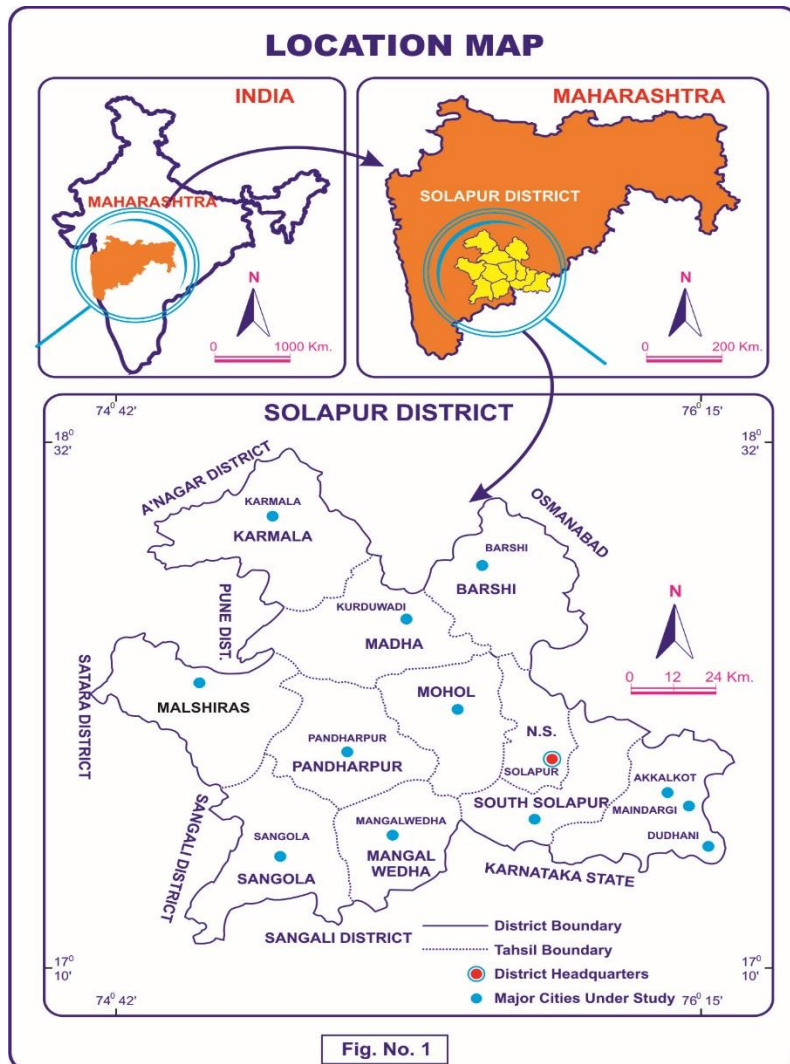 LOCATION MAP
INDIA
MAHARASHTRA
N
0 1000 Km.
MAHARASHTRA
SOLAPUR DISTRICT
N
0 200 Km.
SOLAPUR DISTRICT
74⁰ 42'
76⁰ 15'
18⁰
32'
18⁰
32'
A'NAGAR DISTRICT
OSMANABAD
KARMALA
KARMALA
BARSHI
BARSHI
PUNE DIST.
KURDUWADI
MADHA
N
0 12 24 Km.
SATARA DISTRICT
MALSHIRAS
MOHOL
N.S.
SOLAPUR
PANDHARPUR
PANDHARPUR
AKKALKOT
MAINDARGI
DUDHANI
SOUTH SOLAPUR
SANGALI DISTRICT
SANGOLA
SANGOLA
MANGALWEDHA
MANGAL
WEDHA
KARNATAKA STATE
SANGALI DISTRICT
District Boundary
Tahsil Boundary
District Headquarters
Major Cities Under Study
17⁰
10'
17⁰
10'
74⁰ 42'
76⁰ 15'
Fig. No. 1